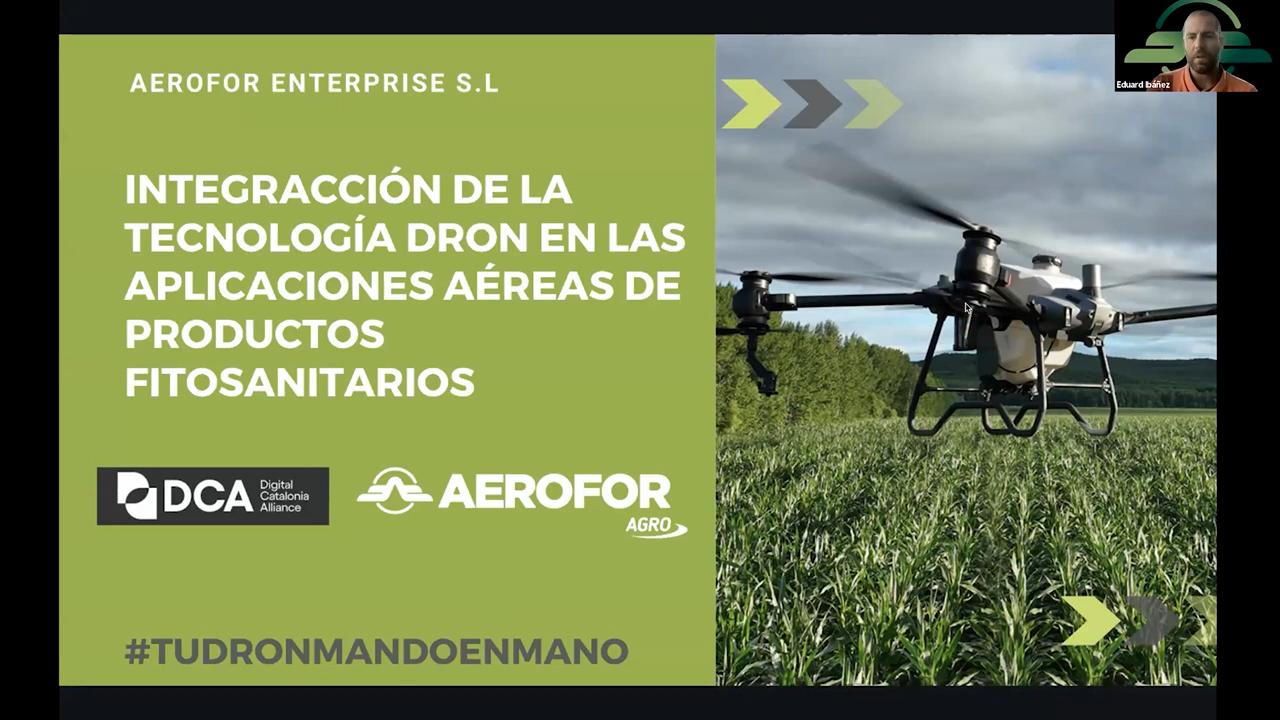 AEROFOR ENTERPRISE S.L
INTEGRACCIÓN DE LA
TECNOLOGÍA DRON EN LAS
APLICACIONES AÉREAS DE
PRODUCTOS
FITOSANITARIOS
DCA
Digital
Catalonia
Alliance
AEROFOR
AGRO
#TUDRONMANDOENMANO
Eduard Ibáñez